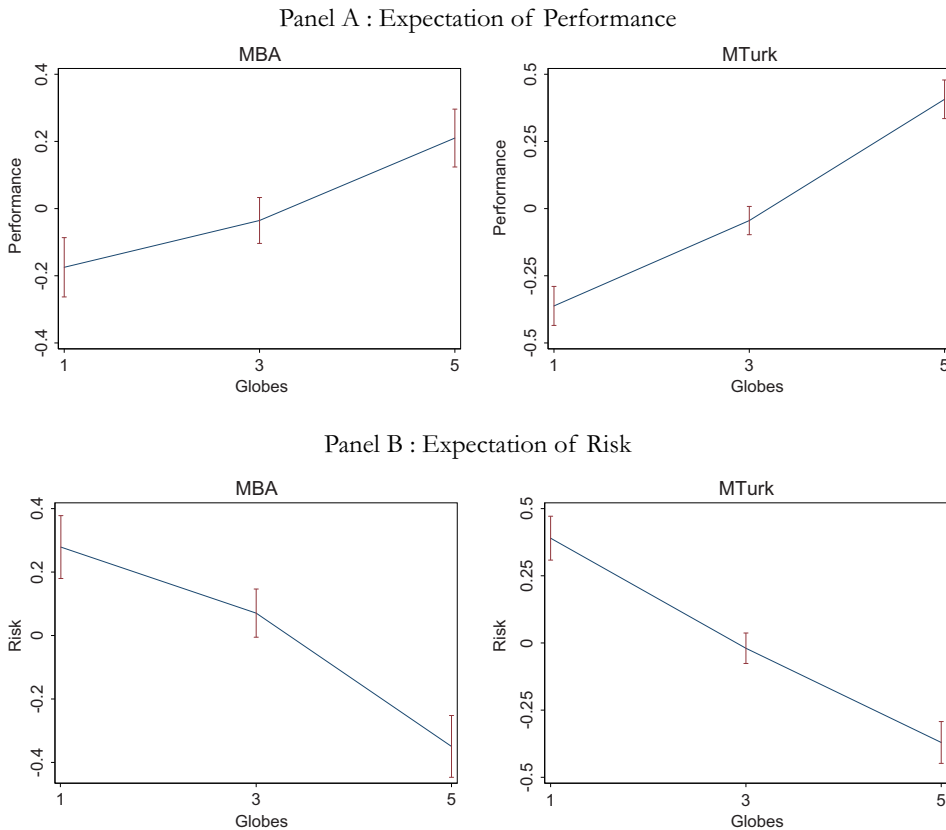 Panel A : Expectation of Performance
MBA
Performance
0.4
0.2
0
-0.2
-0.4
1 3 5
Globes
MTurk
Performance
0.5
0.25
0
-0.25
-0.5
1 3 5
Globes
Panel B : Expectation of Risk
MBA
Risk
0.4
0.2
0
-0.2
-0.4
1 3 5
Globes
MTurk
Risk
0.5
0.25
0
-0.25
-0.5
1 3 5
Globes